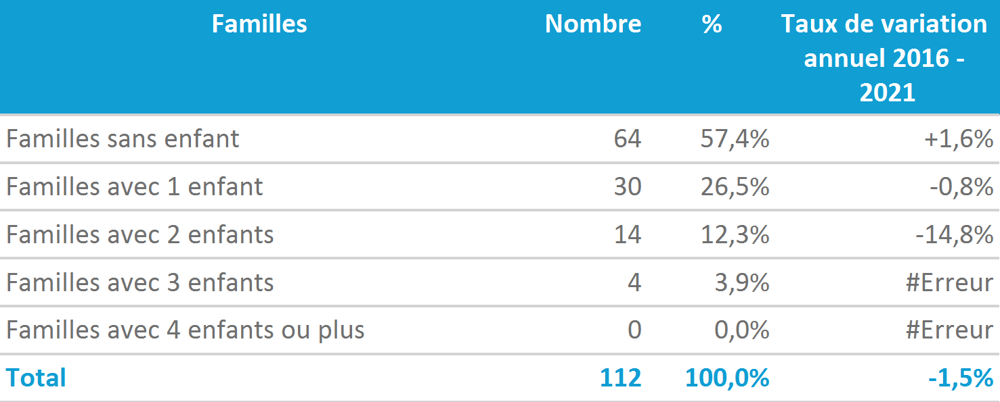 Familles Nombre % Taux de variation
annuel 2016 -
2021
Familles sans enfant 64 57,4% +1,6%
Familles avec 1 enfant 30 26,5% -0,8%
Familles avec 2 enfants 14 12,3% -14,8%
Familles avec 3 enfants 4 3,9% #Erreur
Familles avec 4 enfants ou plus 0 0,0% #Erreur
Total 112 100,0% -1,5%